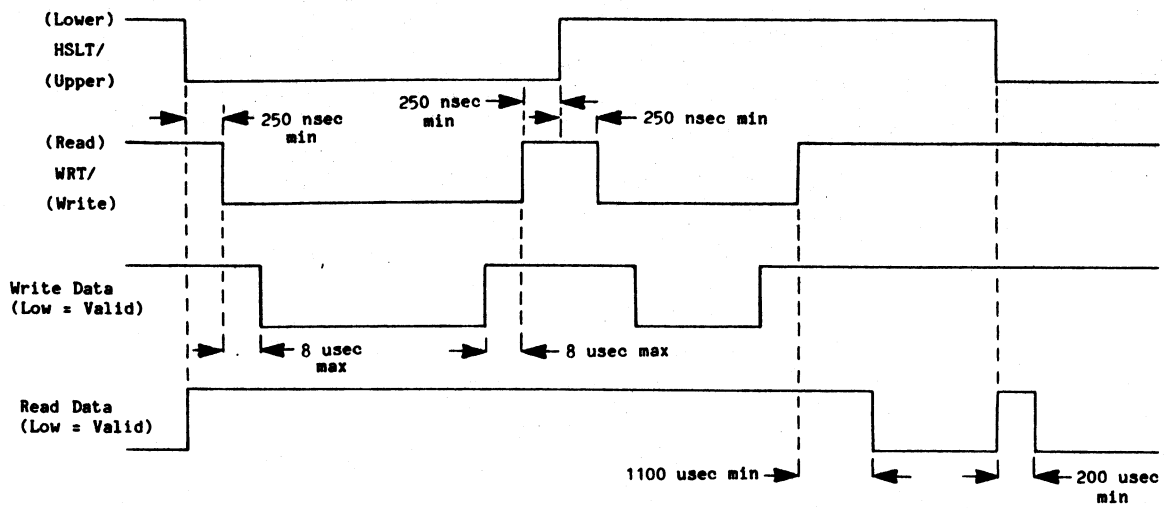 (Lower)
HSLT/
(Upper)
250 nsec
min
250 nsec
min
250 nsec min
(Read)
WRT/
(Write)
Write Data
(Low = Valid)
8 usec
max
8 usec max
Read Data
(Low = Valid)
1100 usec min
200 usec
min